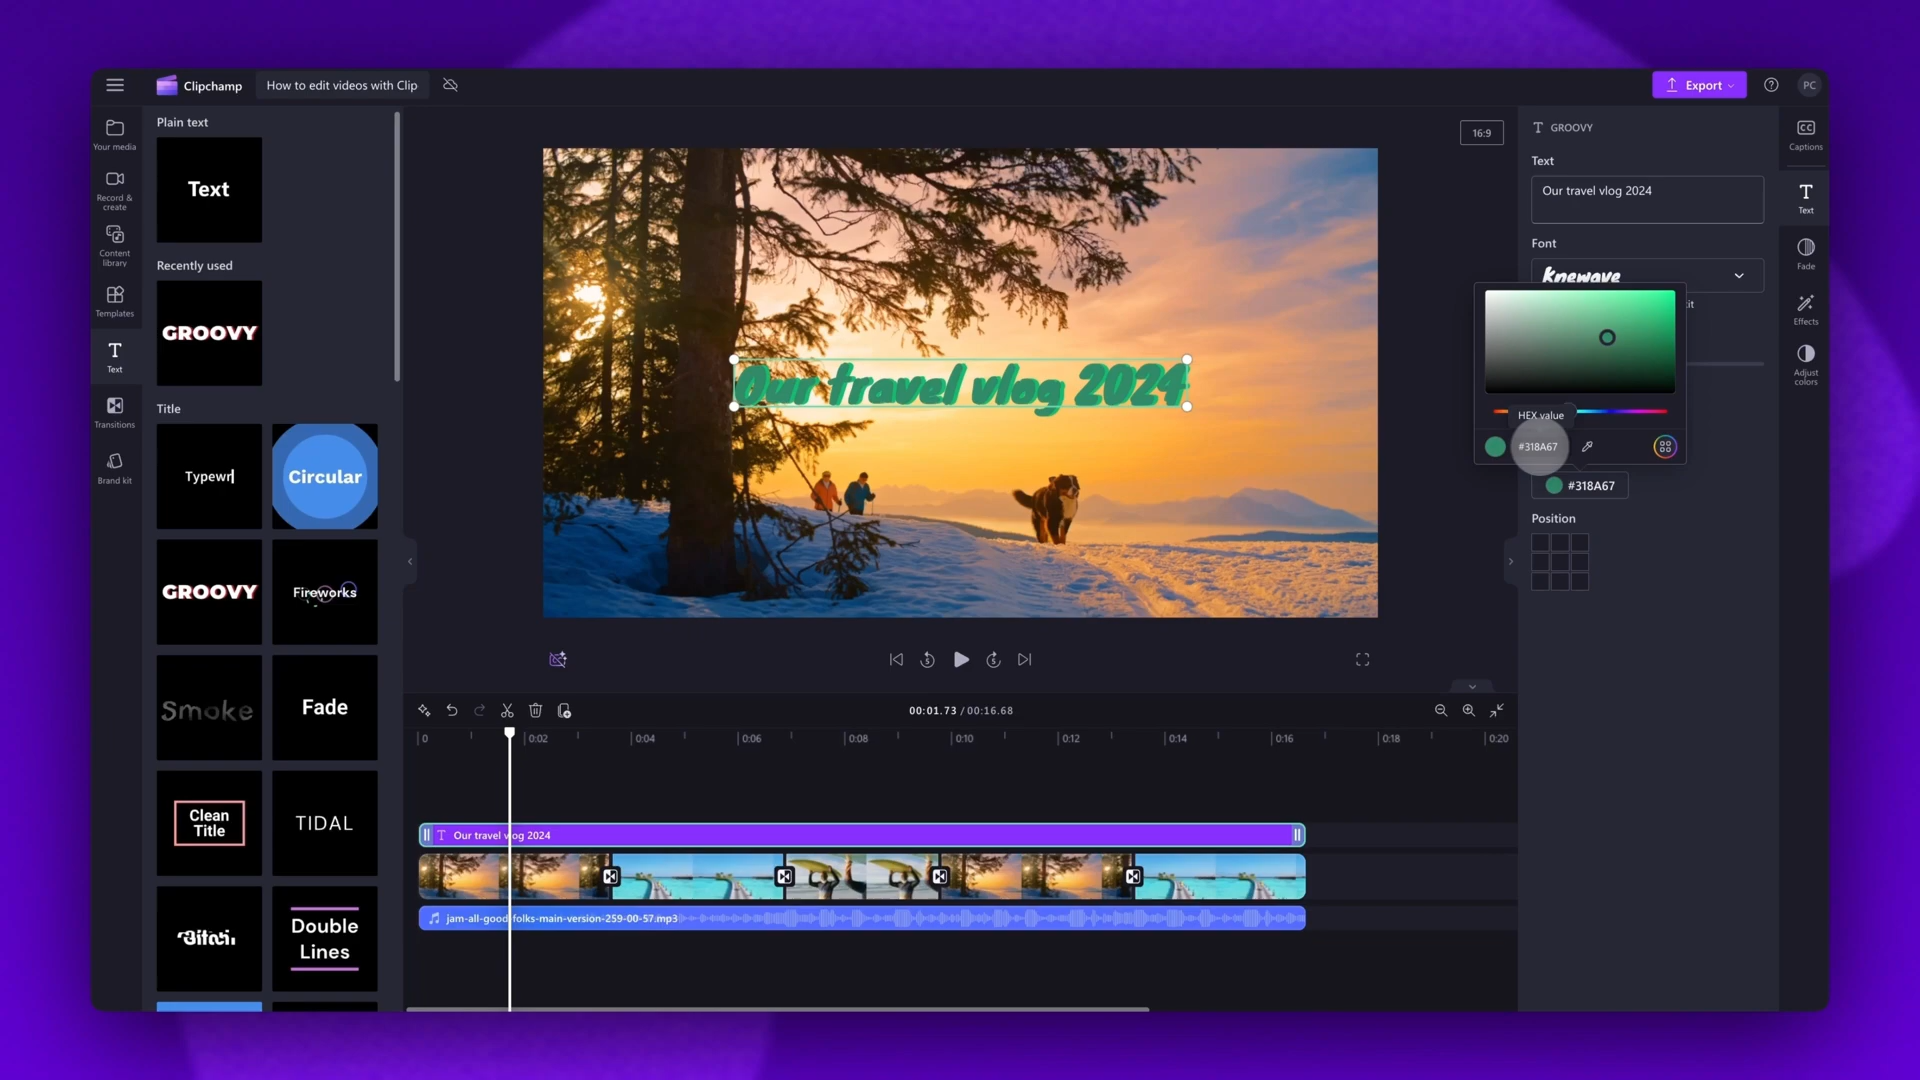 Clipchamp
How to edit videos with Clip
Export
PC
Your media
Record & create
Content library
Templates
Text
Transitions
Brand kit
Plain text
Text
Recently used
GROOVY
Title
Typewr
Circular
GROOVY
Fireworks
Smoke
Fade
Clean
Title
TIDAL
Double
Lines
16:9
Our travel vlog 2024
GROOVY
Text
Our travel vlog 2024
Font
Knewave
it
HEX value
#318A67
#318A67
Position
CC
Captions
Text
Fade
Effects
Adjust colors
5
5
00:01.73 / 00:16.68
0
0:02
0:04
0:06
0:08
0:10
0:12
0:14
0:16
0:18
0:20
Our travel vlog 2024
jam-all-good-folks-main-version-259-00-57.mp3